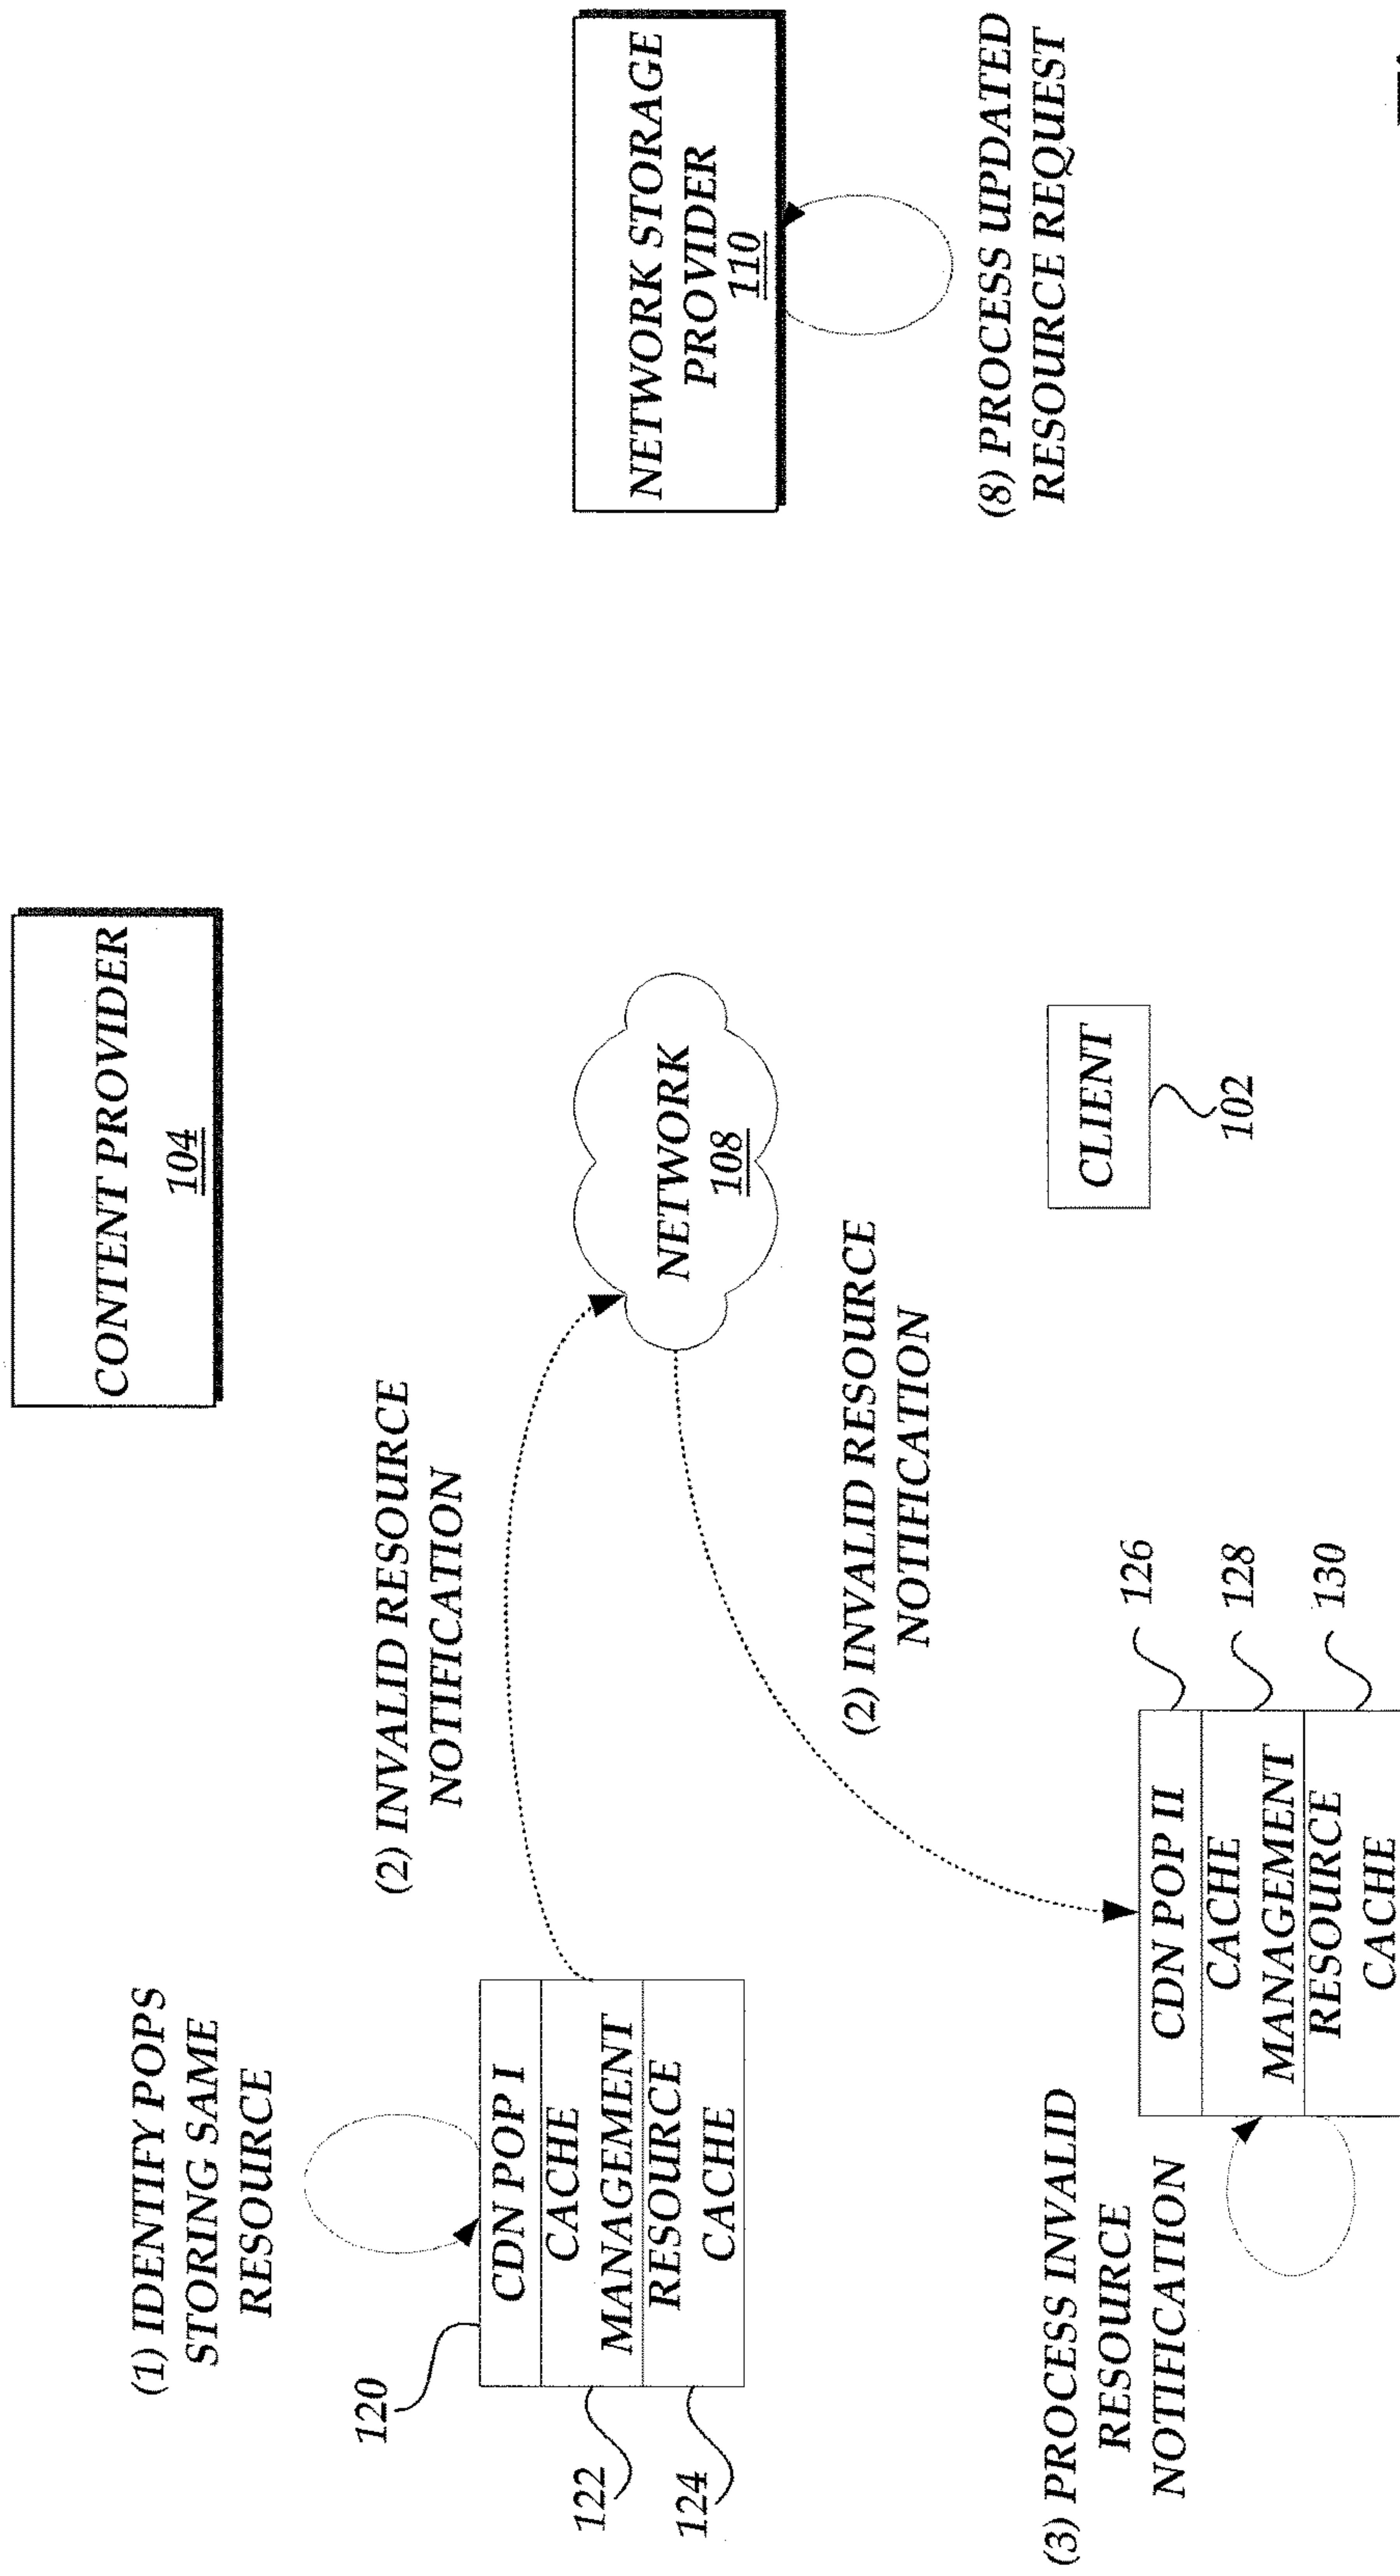 CONTENT PROVIDER
104
(1) IDENTIFY POPS
STORING SAME
RESOURCE
(2) INVALID RESOURCE
NOTIFICATION
120
CDN POP I
CACHE
MANAGEMENT
RESOURCE
CACHE
122
124
NETWORK
108
NETWORK STORAGE
PROVIDER
110
(8) PROCESS UPDATED
RESOURCE REQUEST
(2) INVALID RESOURCE
NOTIFICATION
CLIENT
102
(3) PROCESS INVALID
RESOURCE
NOTIFICATION
CDN POP II
CACHE
MANAGEMENT
RESOURCE
CACHE
126
128
130